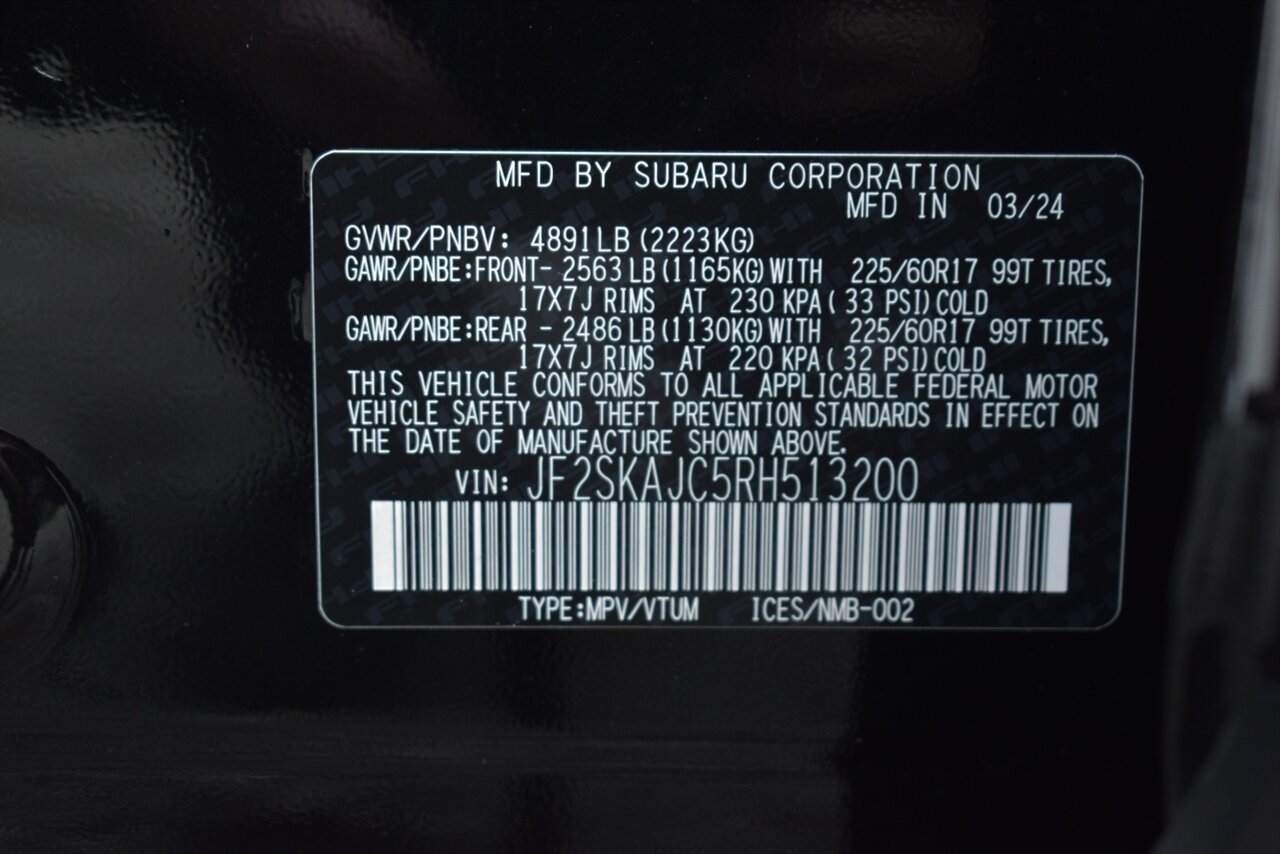 MFD BY SUBARU CORPORATION
MFD IN 03/24
GVWR/PNBV: 4891LB (2223KG)
GAWR/PNBE:FRONT- 2563 LB (1165KG) WITH 225/60R17 99T TIRES,
17X7J RIMS AT 230 KPA ( 33 PSI) COLD
GAWR/PNBE:REAR - 2486 LB (1130KG) WITH 225/60R17 99T TIRES,
17X7J RIMS AT 220 KPA ( 32 PSI) COLD
THIS VEHICLE CONFORMS TO ALL APPLICABLE FEDERAL MOTOR
VEHICLE SAFETY AND THEFT PREVENTION STANDARDS IN EFFECT ON
THE DATE OF MANUFACTURE SHOWN ABOVE.
VIN: JF2SKAJC5RH513200
TYPE:MPV/VTUM ICES/NMB-002